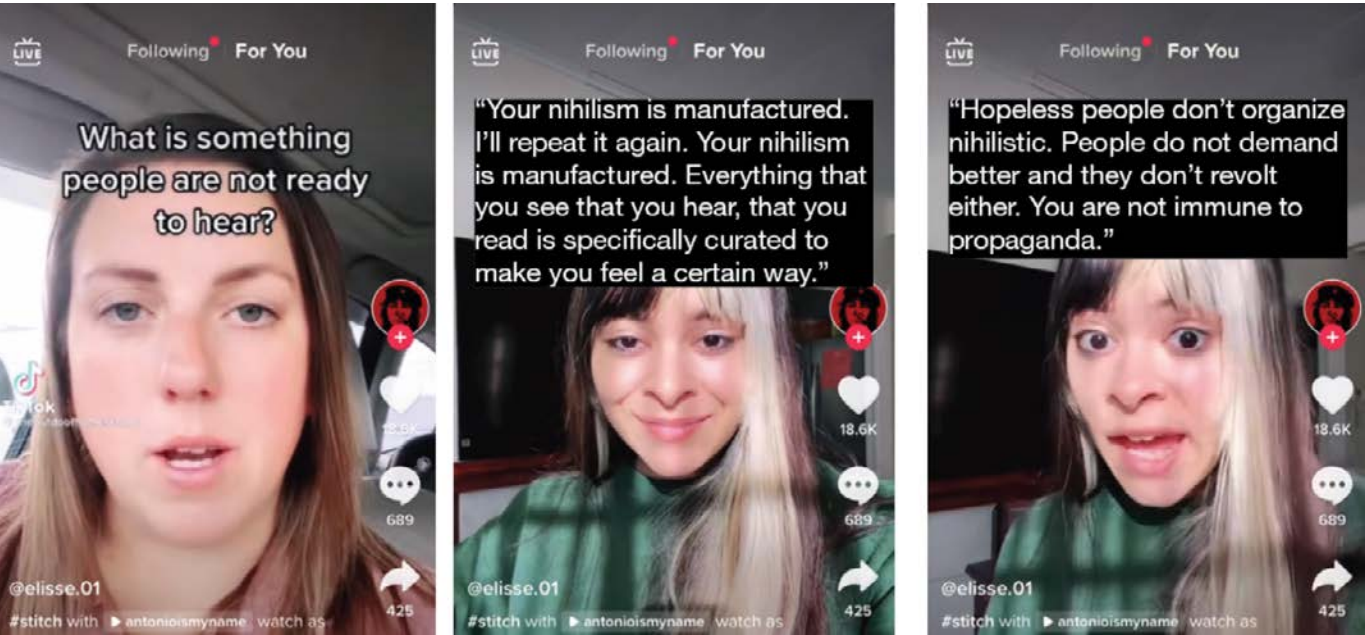 LIVE
Following For You
What is something
people are not ready
to hear?
18.6K
689
425
@elisse.01
#stitch with antonioismyname watch as
LIVE
Following For You
“Your nihilism is manufactured.
I’ll repeat it again. Your nihilism
is manufactured. Everything that
you see that you hear, that you
read is specifically curated to
make you feel a certain way.”
18.6K
689
425
@elisse.01
#stitch with antonioismyname watch as
LIVE
Following For You
“Hopeless people don’t organize
nihilistic. People do not demand
better and they don’t revolt
either. You are not immune to
propaganda.”
18.6K
689
425
@elisse.01
#stitch with antonioismyname watch as